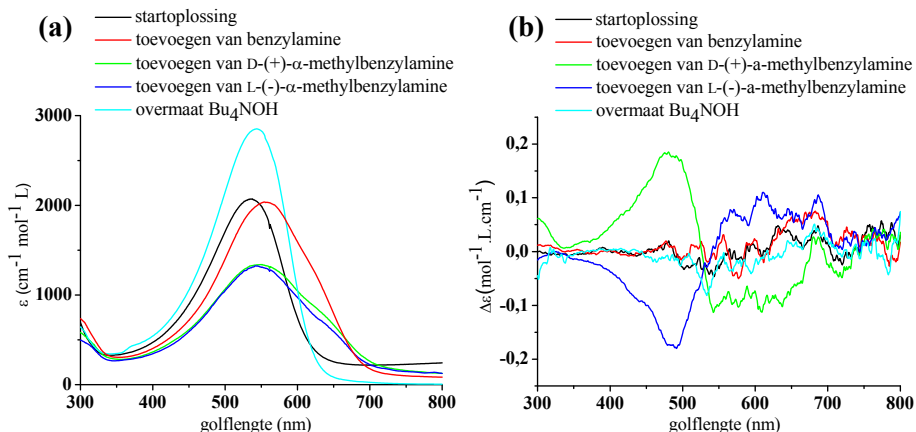 (a)
startoplossing
toevoegen van benzylamine
toevoegen van D-(+)-α-methylbenzylamine
toevoegen van L-(-)-α-methylbenzylamine
overmaat Bu4NOH
3000
2000
1000
0
ε (cm⁻¹ mol⁻¹ L)
300 400 500 600 700 800
golflengte (nm)
(b)
startoplossing
toevoegen van benzylamine
toevoegen van D-(+)-a-methylbenzylamine
toevoegen van L-(-)-a-methylbenzylamine
overmaat Bu4NOH
0,2
0,1
0,0
-0,1
-0,2
Δε(mol⁻¹.L.cm⁻¹)
300 400 500 600 700 800
golflengte (nm)